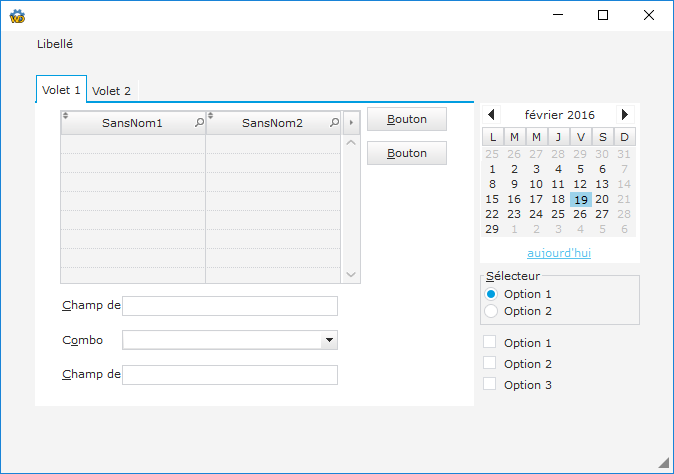 Libellé
Volet 1 Volet 2
SansNom1 SansNom2
Bouton
Bouton
Champ de
Combo
Champ de
février 2016
L M M J V S D
25 26 27 28 29 30 31
1 2 3 4 5 6 7
8 9 10 11 12 13 14
15 16 17 18 19 20 21
22 23 24 25 26 27 28
29 1 2 3 4 5 6
aujourd'hui
Sélecteur
Option 1
Option 2
Option 1
Option 2
Option 3